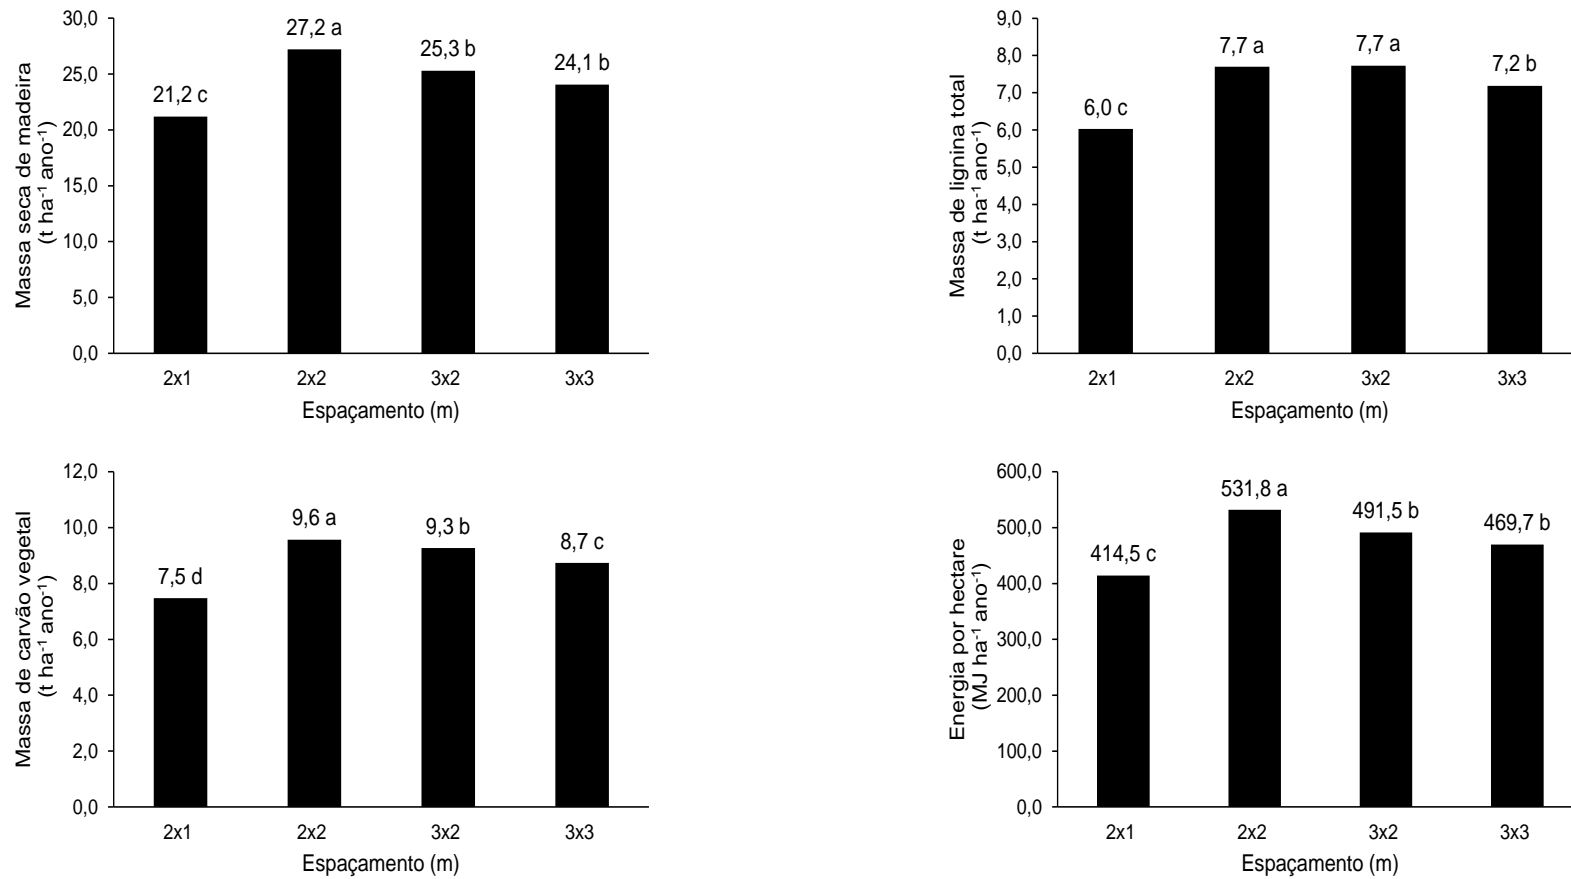 Massa seca de madeira
(t ha⁻¹ ano⁻¹)
30,0
25,0
20,0
15,0
10,0
5,0
0,0
21,2 c
27,2 a
25,3 b
24,1 b
2x1
2x2
3x2
3x3
Espaçamento (m)
Massa de lignina total
(t ha⁻¹ ano⁻¹)
9,0
8,0
7,0
6,0
5,0
4,0
3,0
2,0
1,0
0,0
6,0 c
7,7 a
7,7 a
7,2 b
2x1
2x2
3x2
3x3
Espaçamento (m)
Massa de carvão vegetal
(t ha⁻¹ ano⁻¹)
12,0
10,0
8,0
6,0
4,0
2,0
0,0
7,5 d
9,6 a
9,3 b
8,7 c
2x1
2x2
3x2
3x3
Espaçamento (m)
Energia por hectare
(MJ ha⁻¹ ano⁻¹)
600,0
500,0
400,0
300,0
200,0
100,0
0,0
414,5 c
531,8 a
491,5 b
469,7 b
2x1
2x2
3x2
3x3
Espaçamento (m)